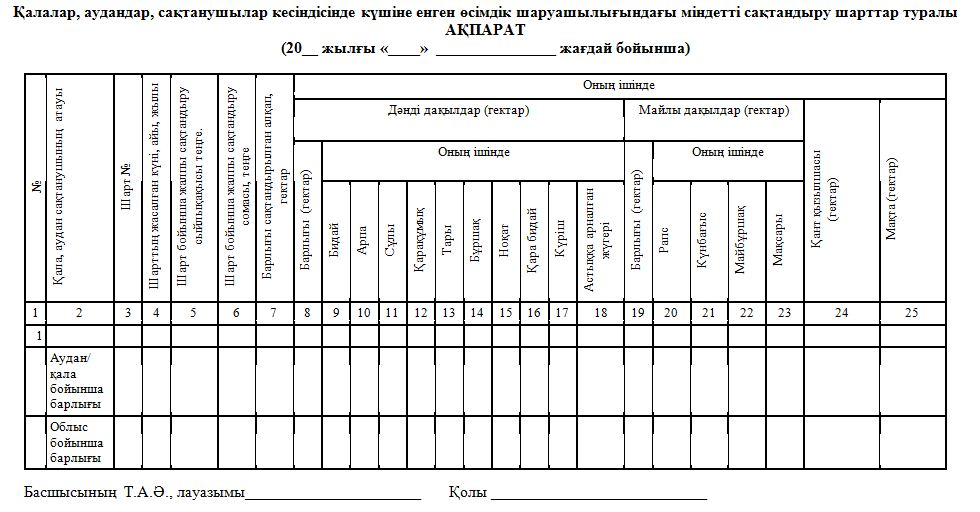 Қалалар, аудандар, сақтанушылар кесіндісінде күшіне енген өсімдік шаруашылығындағы міндетті сақтандыру шарттар туралы
АҚПАРАТ
(20__ жылғы «____» ________________ жағдай бойынша)
№
Қала, аудан сақтанушының атауы
Шарт №
Шарттың жасалған күні, айы, жылы
Шарт бойынша жалпы сақтандыру
сыйлықақысы теңге.
Шарт бойынша жалпы сақтандыру
сомасы, теңге
Барлығы сақтандырылған алқап,
гектар
Оның ішінде
Дәнді дақылдар (гектар)
Майлы дақылдар (гектар)
Қант қызылшасы
(гектар)
Мақта (гектар)
Барлығы (гектар)
Оның ішінде
Барлығы (гектар)
Оның ішінде
Бидай
Арпа
Сұлы
Қарақұмық
Тары
Бұршақ
Ноқат
Қара бидай
Күріш
Астыққа арналған
жүгері
Рапс
Күнбағыс
Майбұршақ
Мақсары
1 2 3 4 5 6 7 8 9 10 11 12 13 14 15 16 17 18 19 20 21 22 23 24 25
1
Аудан/
қала
бойынша
барлығы
Облыс
бойынша
барлығы
Басшысының Т.А.Ә., лауазымы_______________________ Қолы ____________________________